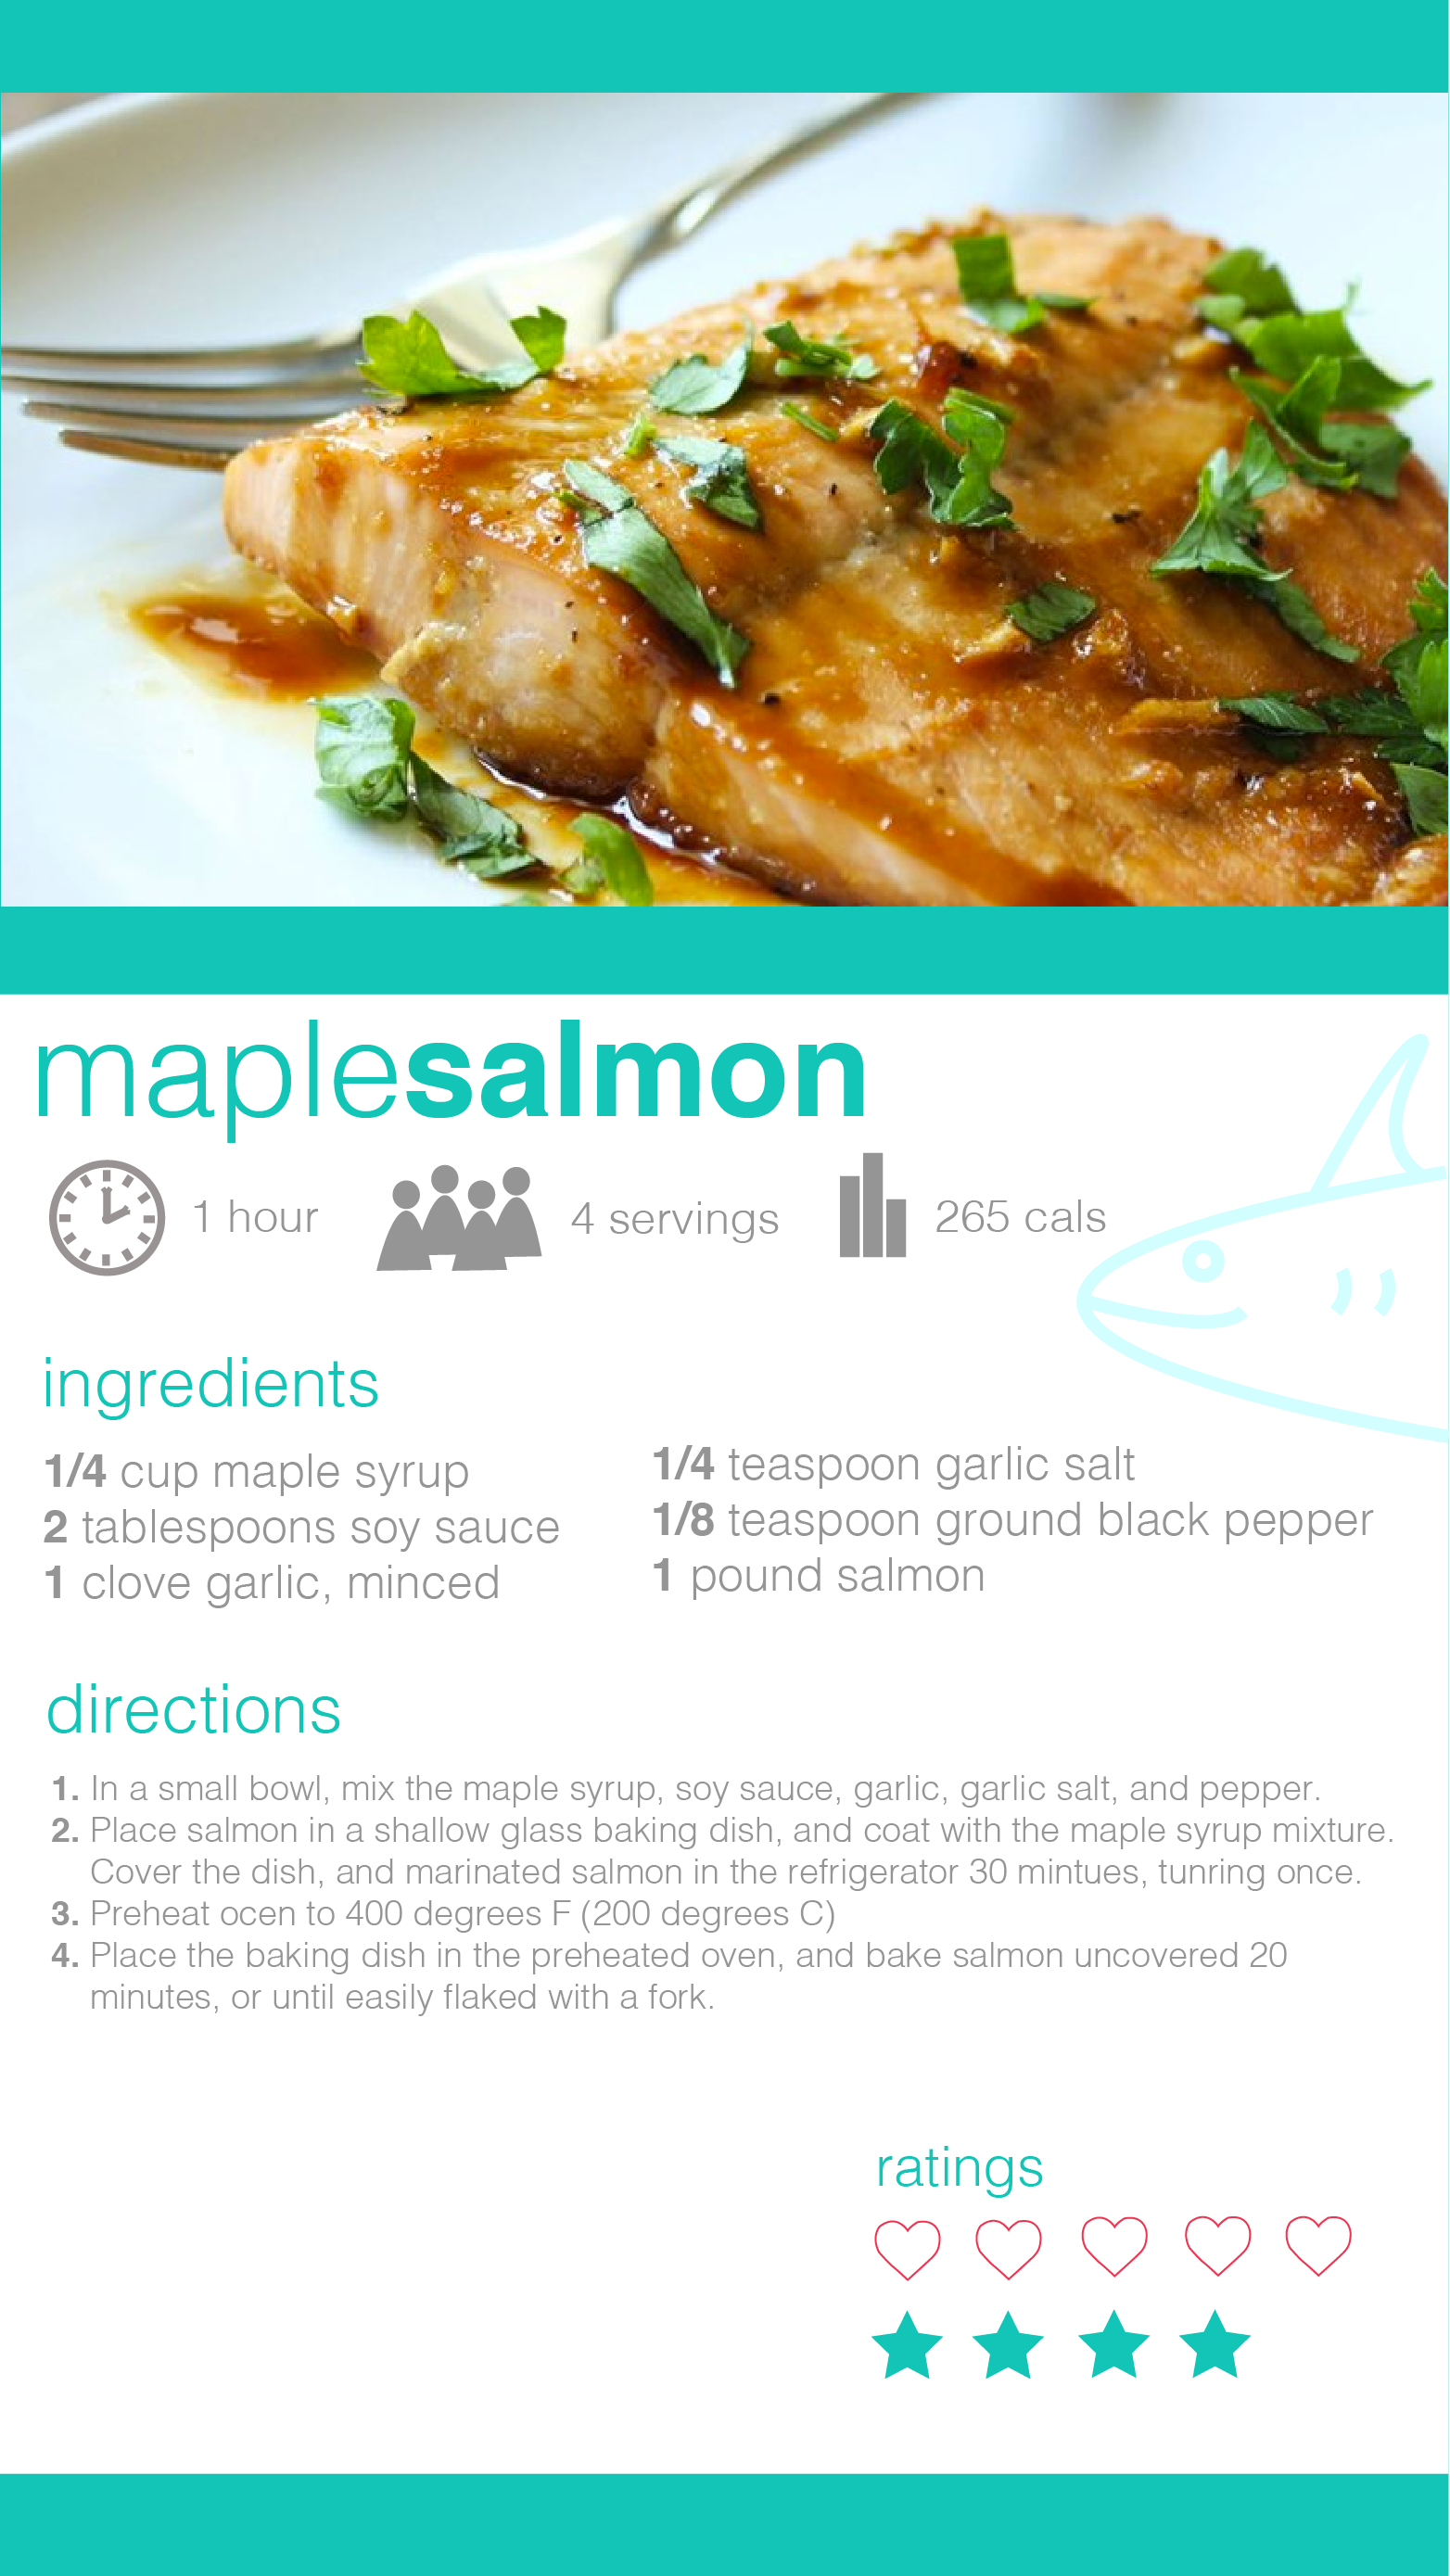 maplesalmon
1 hour
4 servings
265 cals
ingredients
1/4 cup maple syrup
2 tablespoons soy sauce
1 clove garlic, minced
1/4 teaspoon garlic salt
1/8 teaspoon ground black pepper
1 pound salmon
directions
1. In a small bowl, mix the maple syrup, soy sauce, garlic, garlic salt, and pepper.
2. Place salmon in a shallow glass baking dish, and coat with the maple syrup mixture.
Cover the dish, and marinated salmon in the refrigerator 30 mintues, tunring once.
3. Preheat ocen to 400 degrees F (200 degrees C)
4. Place the baking dish in the preheated oven, and bake salmon uncovered 20
minutes, or until easily flaked with a fork.
ratings